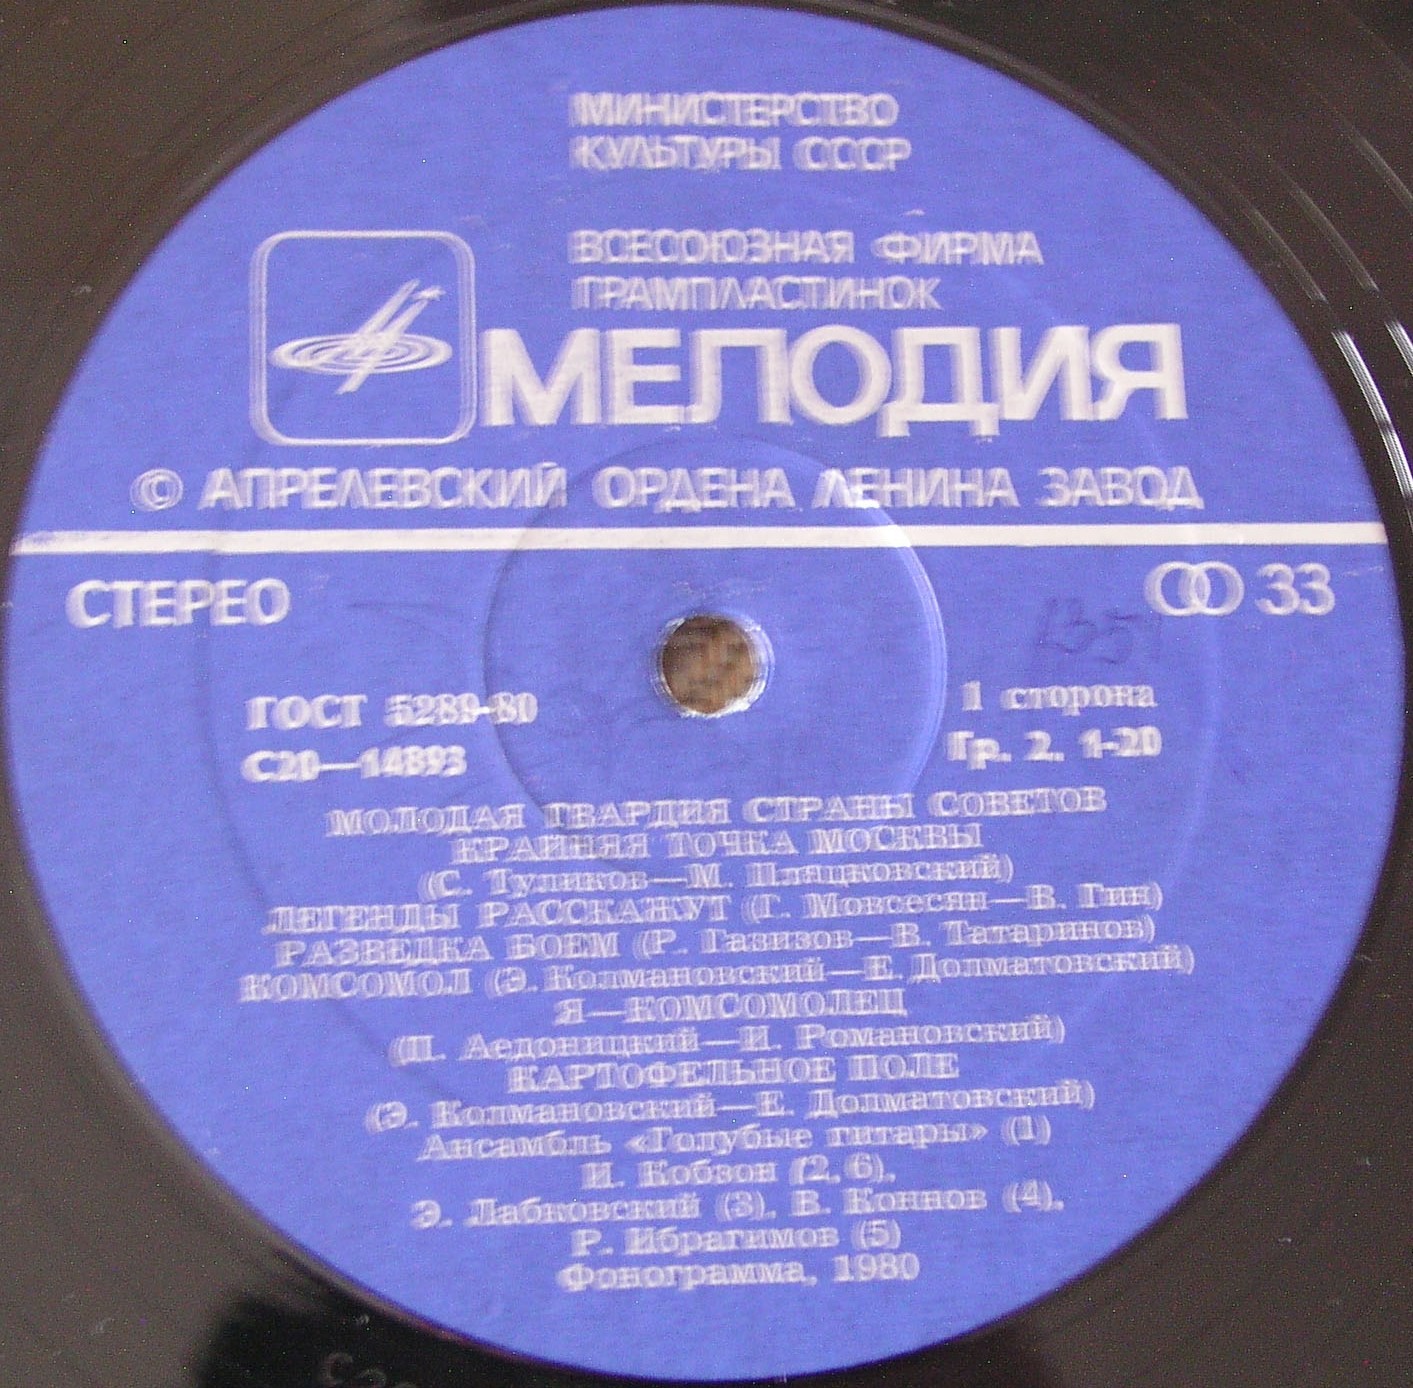 МИНИСТЕРСТВО
КУЛЬТУРЫ СССР
ВСЕСОЮЗНАЯ ФИРМА
ГРАМПЛАСТИНОК
МЕЛОДИЯ
© АПРЕЛЕВСКИЙ ОРДЕНА ЛЕНИНА ЗАВОД
СТЕРЕО
33
135
ГОСТ 5289-80
1 сторона
С20—14893
Гр. 2. 1-20
МОЛОДАЯ ГВАРДИЯ СТРАНЫ СОВЕТОВ
КРАЙНЯЯ ТОЧКА МОСКВЫ
(С. Туликов—М. Пляцковский)
ЛЕГЕНДЫ РАССКАЖУТ (Г. Мовсесян—В. Гин)
РАЗВЕДКА БОЕМ (Р. Газизов—В. Татаринов)
КОМСОМОЛ (Э. Колмановский—Е. Долматовский)
Я—КОМСОМОЛЕЦ
(П. Аедоницкий—И. Романовский)
КАРТОФЕЛЬНОЕ ПОЛЕ
(Э. Колмановский—Е. Долматовский)
Ансамбль «Голубые гитары» (1)
И. Кобзон (2, 6),
Э. Лабковский (3), В. Коннов (4),
Р. Ибрагимов (5)
Фонограмма, 1980